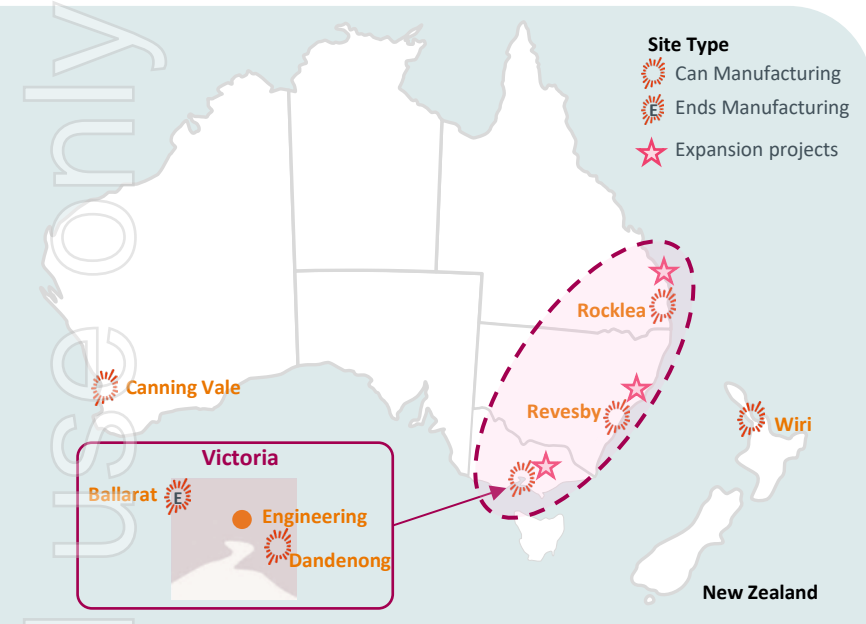 Site Type
Can Manufacturing
E Ends Manufacturing
Expansion projects
Rocklea
Canning Vale
Revesby
Wiri
Victoria
Ballarat E
Engineering
Dandenong
New Zealand
l use only